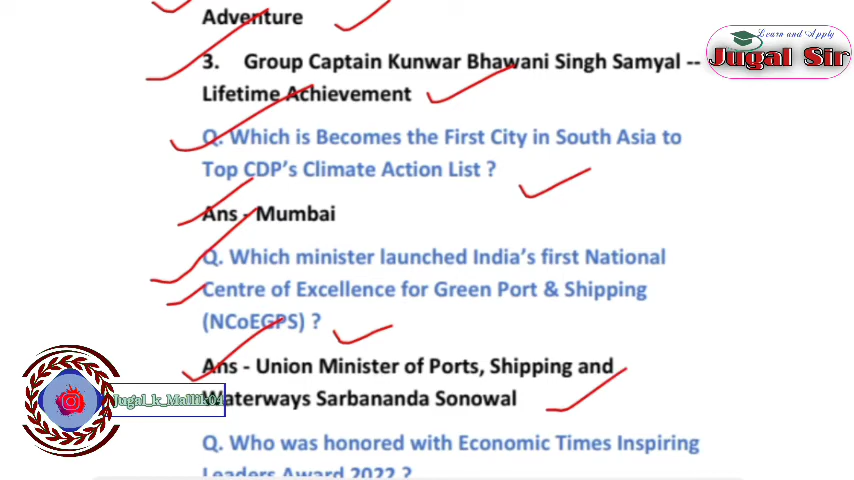 Adventure
Learn and Apply
Jugal Sir
3. Group Captain Kunwar Bhawani Singh Samyal --
Lifetime Achievement
Q. Which is Becomes the First City in South Asia to
Top CDP's Climate Action List ?
Ans - Mumbai
Q. Which minister launched India's first National
Centre of Excellence for Green Port & Shipping
(NCoEGPS) ?
Ans - Union Minister of Ports, Shipping and
Waterways Sarbananda Sonowal
Jugal_k_Mallik04
Q. Who was honored with Economic Times Inspiring
Leaders Award 2022 ?